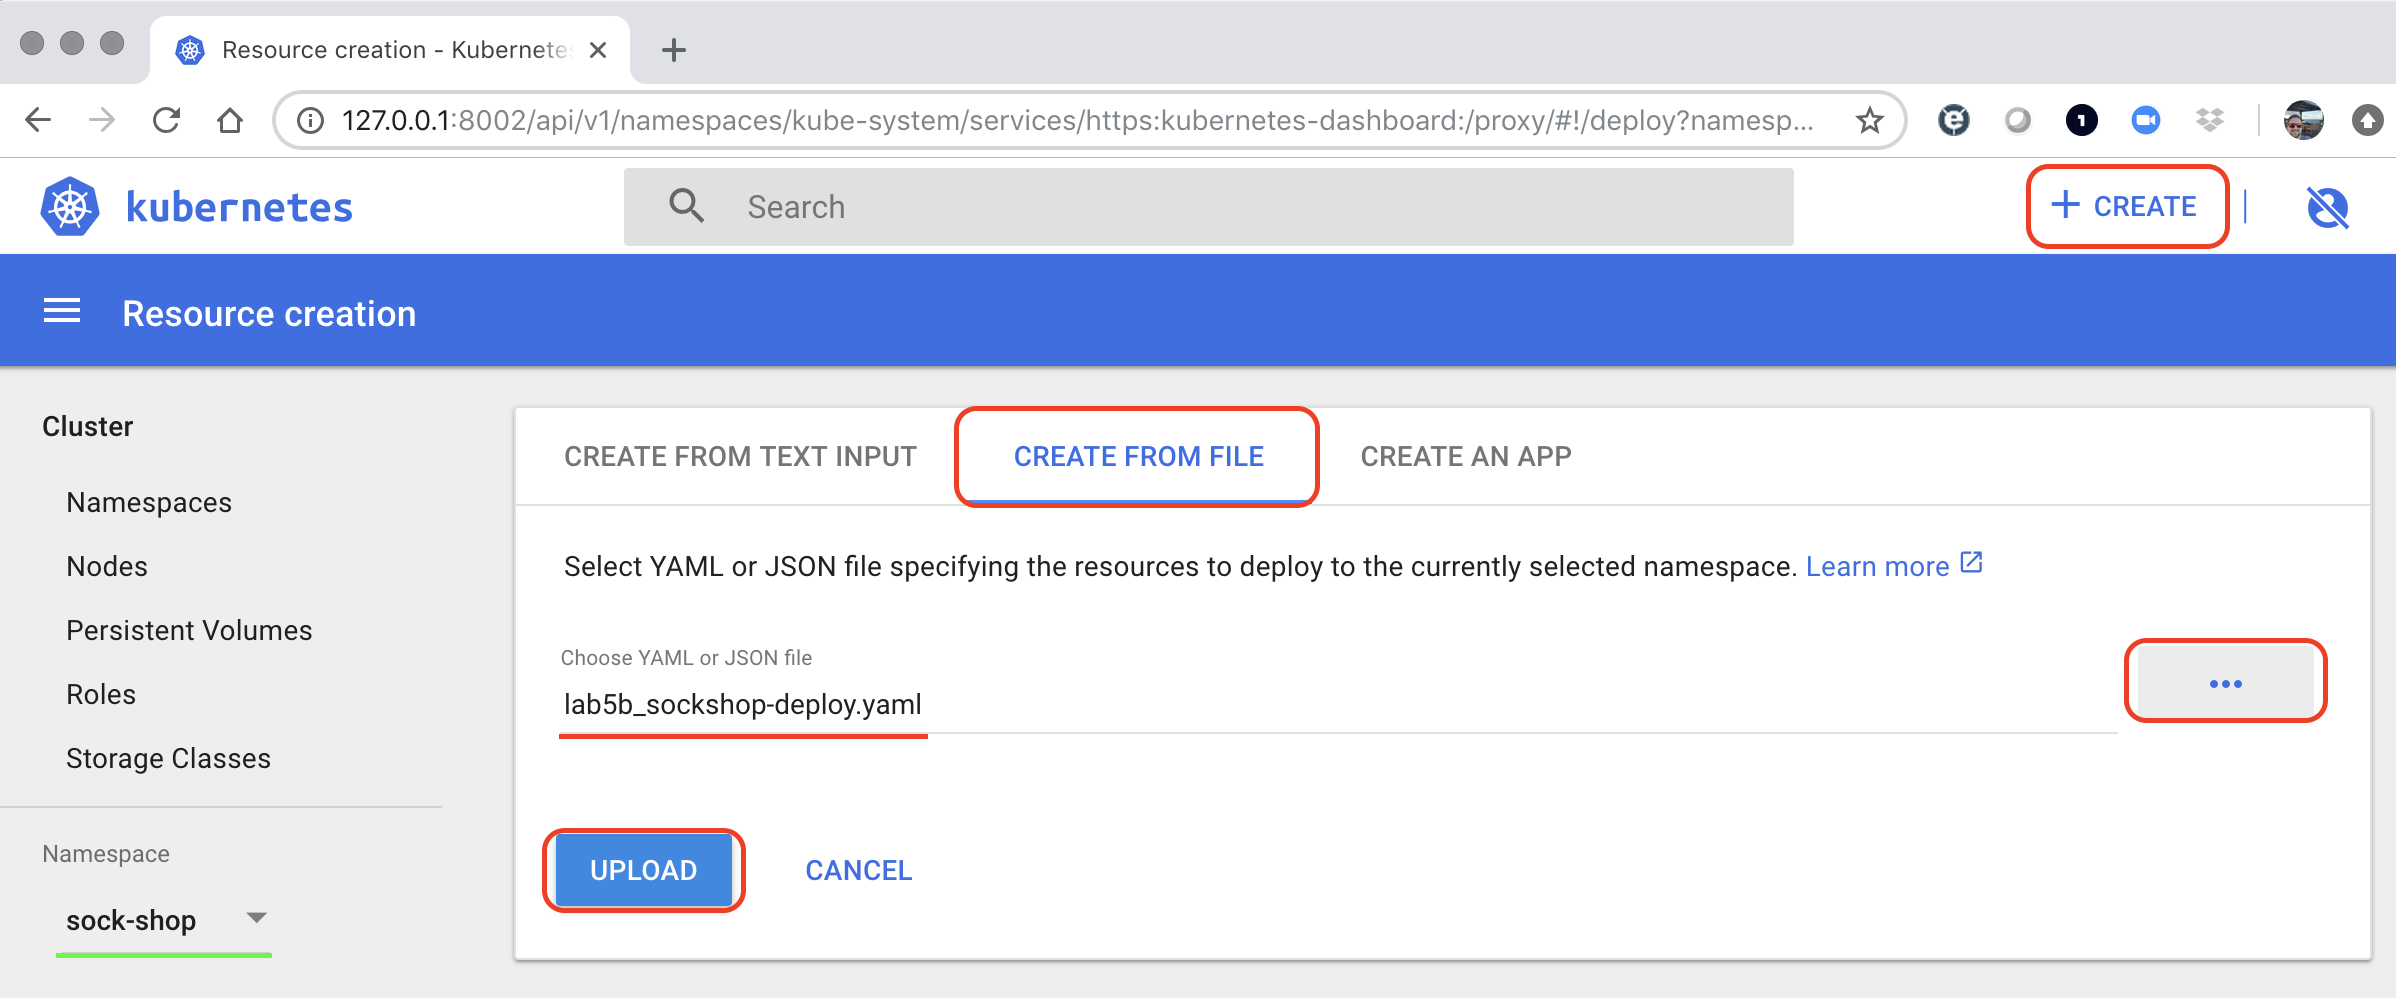 Resource creation - Kubernetes
127.0.0.1:8002/api/v1/namespaces/kube-system/services/https:kubernetes-dashboard:/proxy/#!/deploy?namesp...
1
kubernetes
Search
+ CREATE
Resource creation
Cluster
Namespaces
Nodes
Persistent Volumes
Roles
Storage Classes
Namespace
sock-shop
CREATE FROM TEXT INPUT
CREATE FROM FILE
CREATE AN APP
Select YAML or JSON file specifying the resources to deploy to the currently selected namespace. Learn more
Choose YAML or JSON file
lab5b_sockshop-deploy.yaml
...
UPLOAD
CANCEL